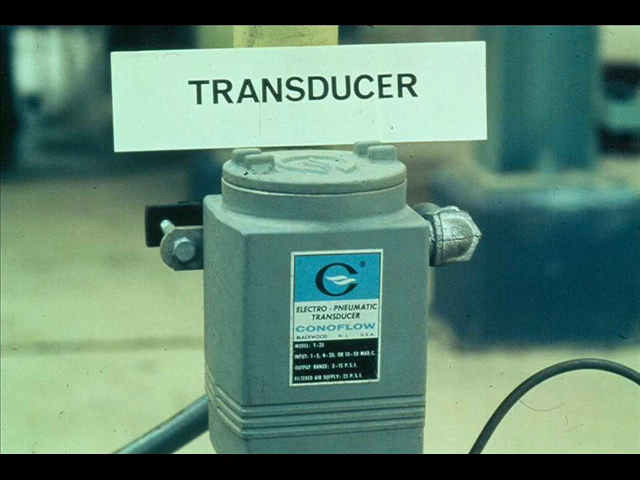 TRANSDUCER
C ®
ELECTRO - PNEUMATIC
TRANSDUCER
CONOFLOW
BLACKWOOD N. J. U.S.A.
MODEL: T-25
INPUT: 1-5, 4-20, OR 10-50 MAD.C.
OUTPUT RANGE: 3-15 P.S.I.
FILTERED AIR SUPPLY: 25 P.S.I.